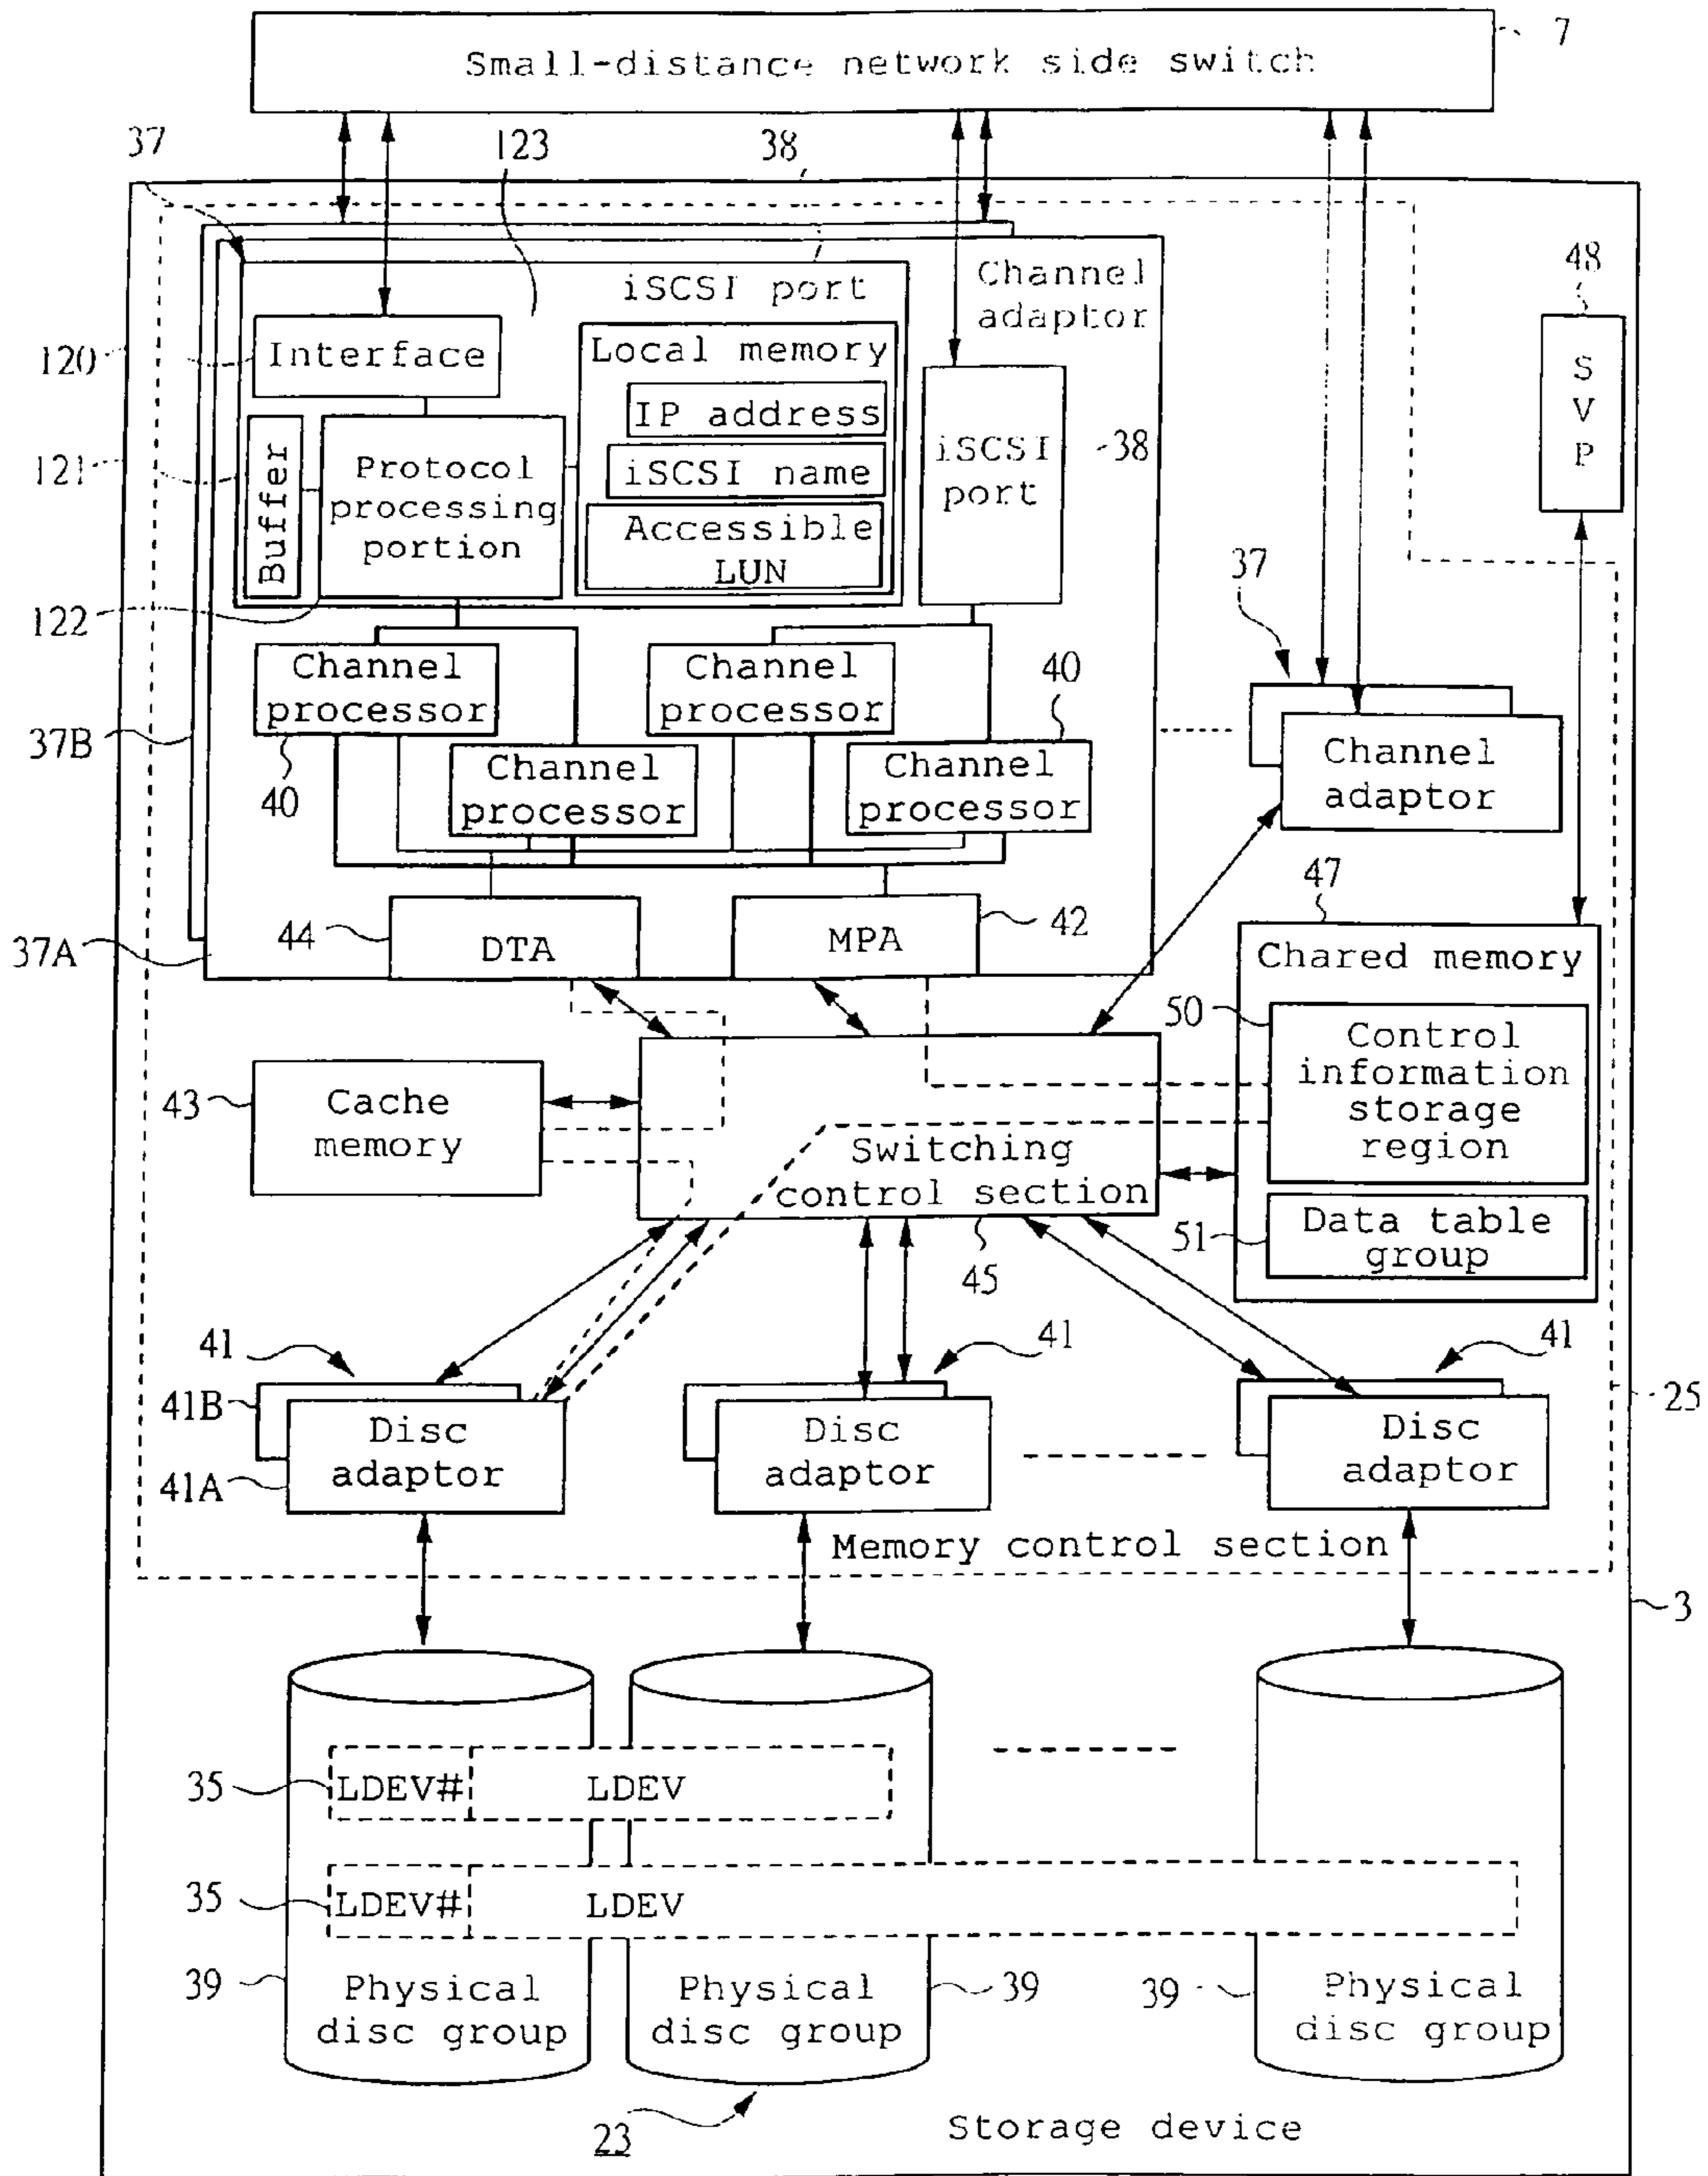 Small-distance network side switch
7
37
123
38
iSCSI port
Channel
adaptor
48
S
V
P
120
Interface
Local memory
IP address
iSCSI name
Accessible
LUN
iSCSI
port
38
121
Buffer
Protocol
processing
portion
122
37
Channel
processor
Channel
processor
40
37B
40
Channel
processor
Channel
processor
Channel
adaptor
47
44
DTA
MPA
42
37A
Chared memory
50
Control
information
storage
region
43
Cache
memory
Switching
control section
51
Data table
group
45
41
41
41
41B
25
Disc
adaptor
Disc
adaptor
Disc
adaptor
41A
Memory control section
3
35
LDEV#
LDEV
35
LDEV#
LDEV
39
Physical
disc group
Physical
disc group
39
39
Physical
disc group
23
Storage device